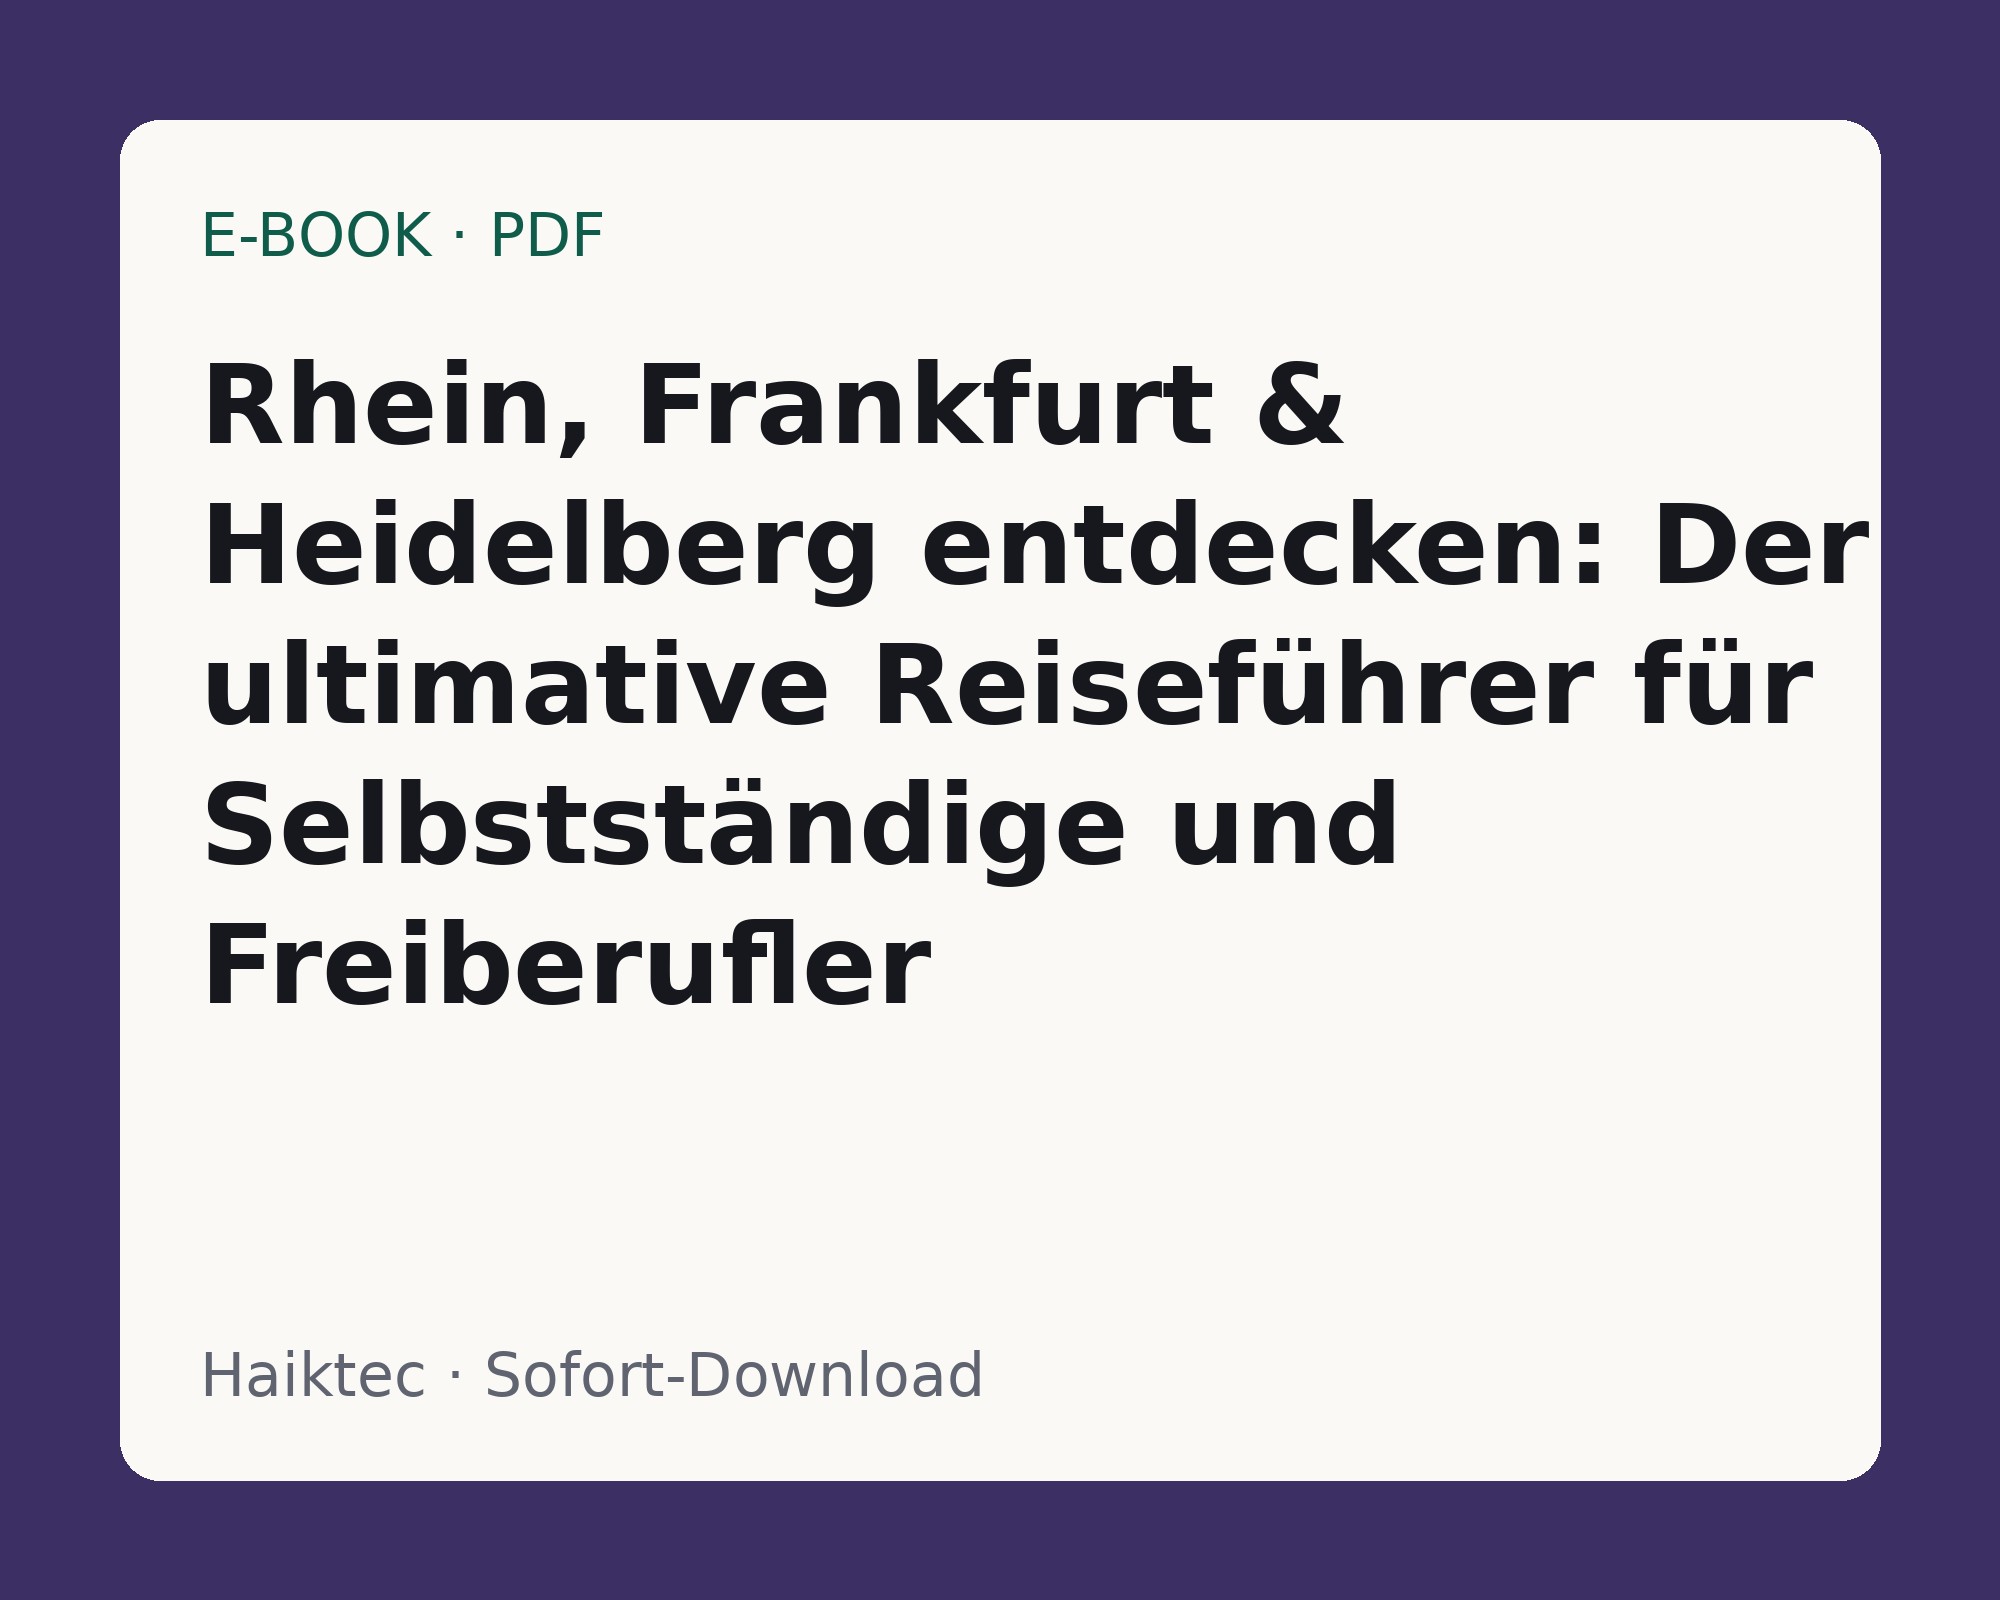 E-BOOK · PDF
Rhein, Frankfurt &
Heidelberg entdecken: Der
ultimative Reiseführer für
Selbstständige und
Freiberufler
Haiktec · Sofort-Download